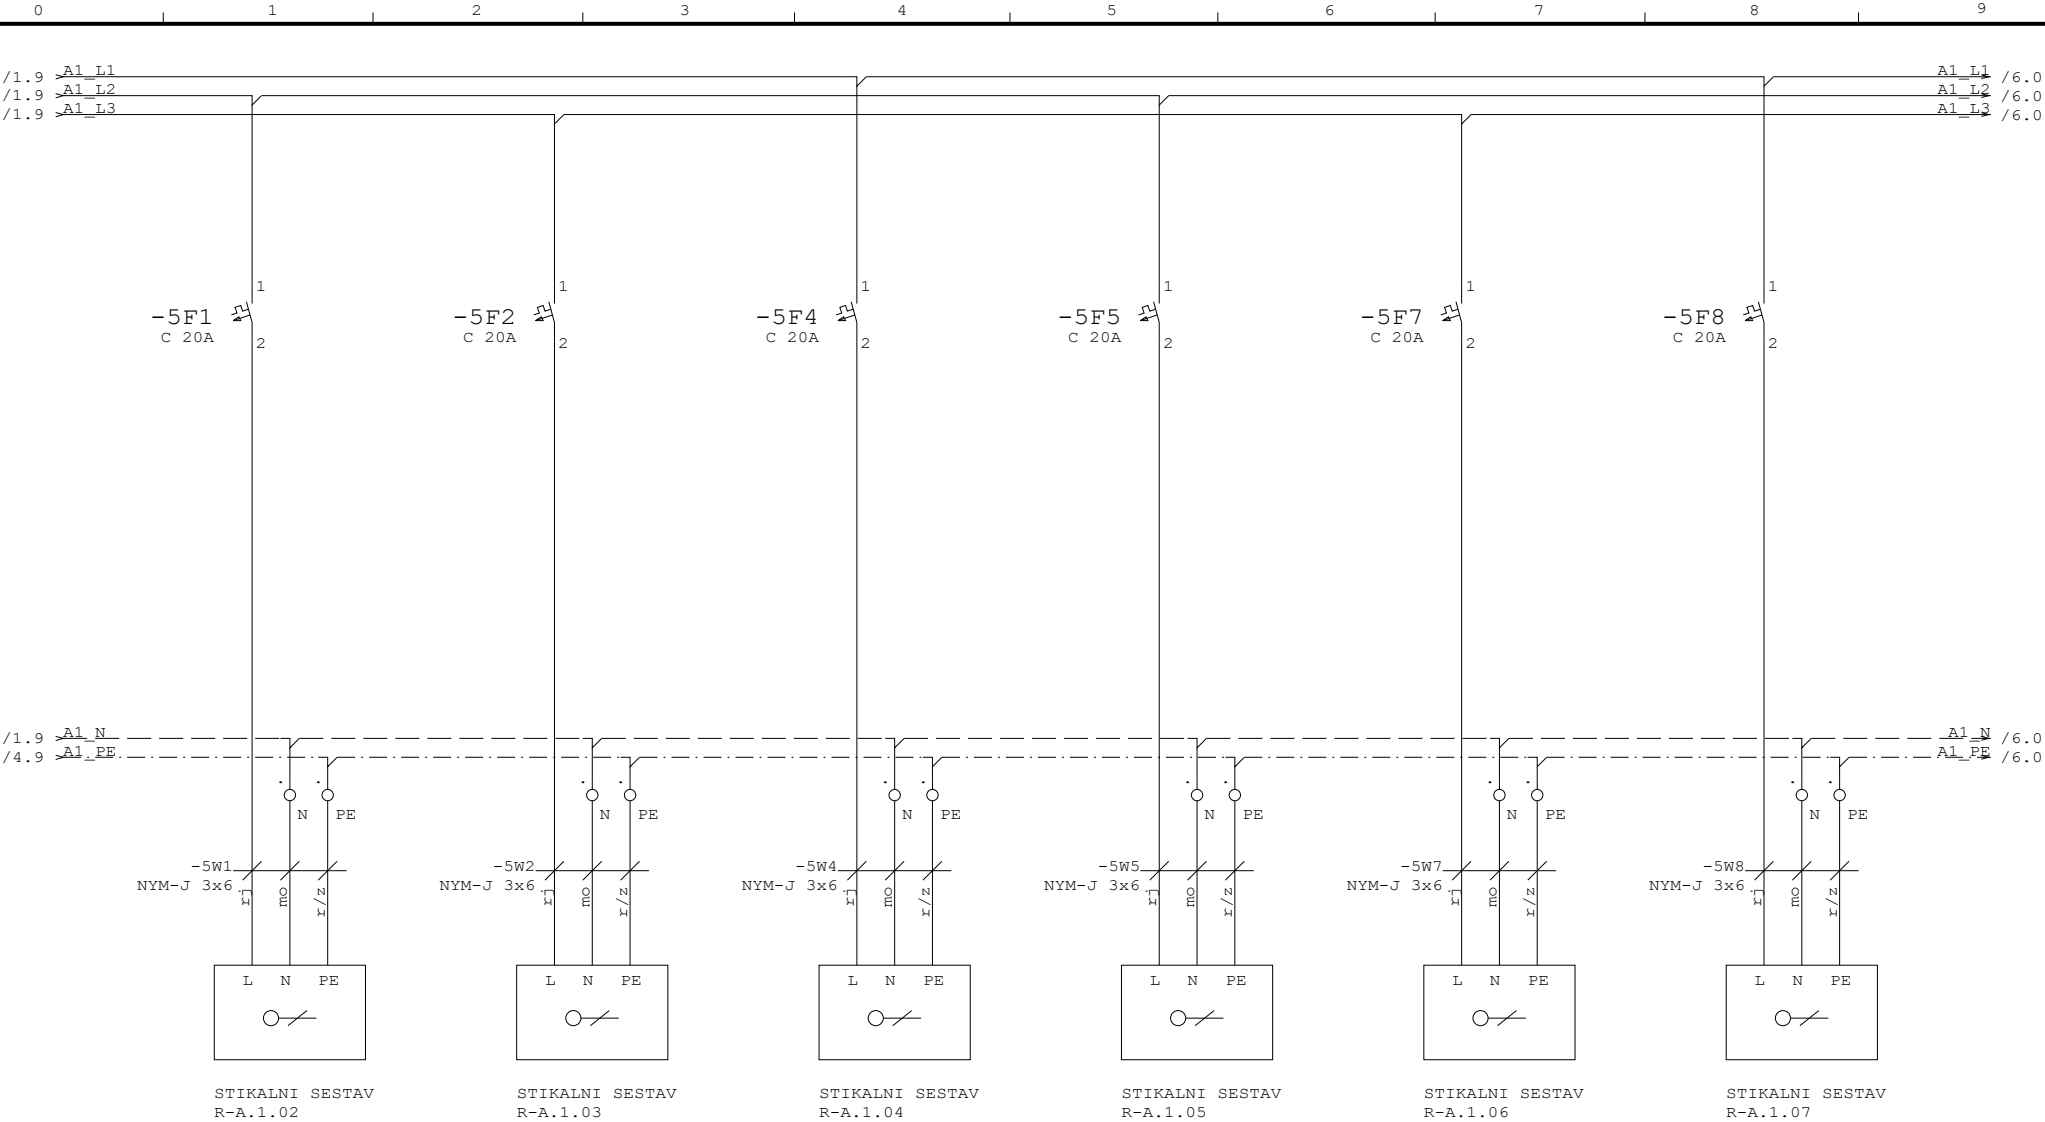 0 1 2 3 4 5 6 7 8 9
/1.9 A1_L1 A1_L1 /6.0
/1.9 A1_L2 A1_L2 /6.0
/1.9 A1_L3 A1_L3 /6.0
1 1 1 1 1 1
-5F1 -5F2 -5F4 -5F5 -5F7 -5F8
C 20A C 20A C 20A C 20A C 20A C 20A
2 2 2 2 2 2
/1.9 A1_N A1_N /6.0
/4.9 A1_PE A1_PE /6.0
N PE N PE N PE N PE N PE N PE
-5W1 -5W2 -5W4 -5W5 -5W7 -5W8
NYM-J 3x6 NYM-J 3x6 NYM-J 3x6 NYM-J 3x6 NYM-J 3x6 NYM-J 3x6
rj mo r/z rj mo r/z rj mo r/z rj mo r/z rj mo r/z rj mo r/z
L N PE L N PE L N PE L N PE L N PE L N PE
STIKALNI SESTAV STIKALNI SESTAV STIKALNI SESTAV STIKALNI SESTAV STIKALNI SESTAV STIKALNI SESTAV
R-A.1.02 R-A.1.03 R-A.1.04 R-A.1.05 R-A.1.06 R-A.1.07